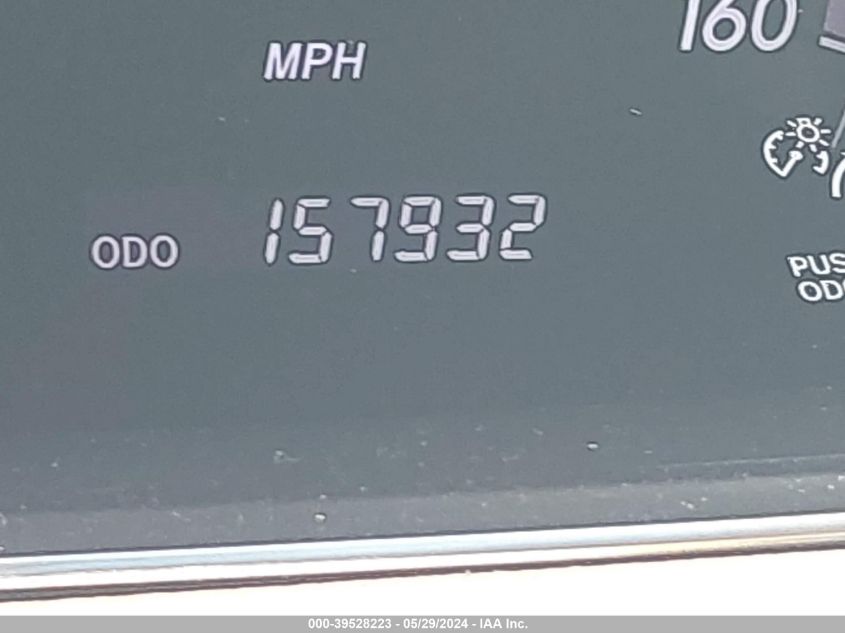 160
MPH
ODO 157932
PUS
ODO
000-39528223 - 05/29/2024 - IAA Inc.